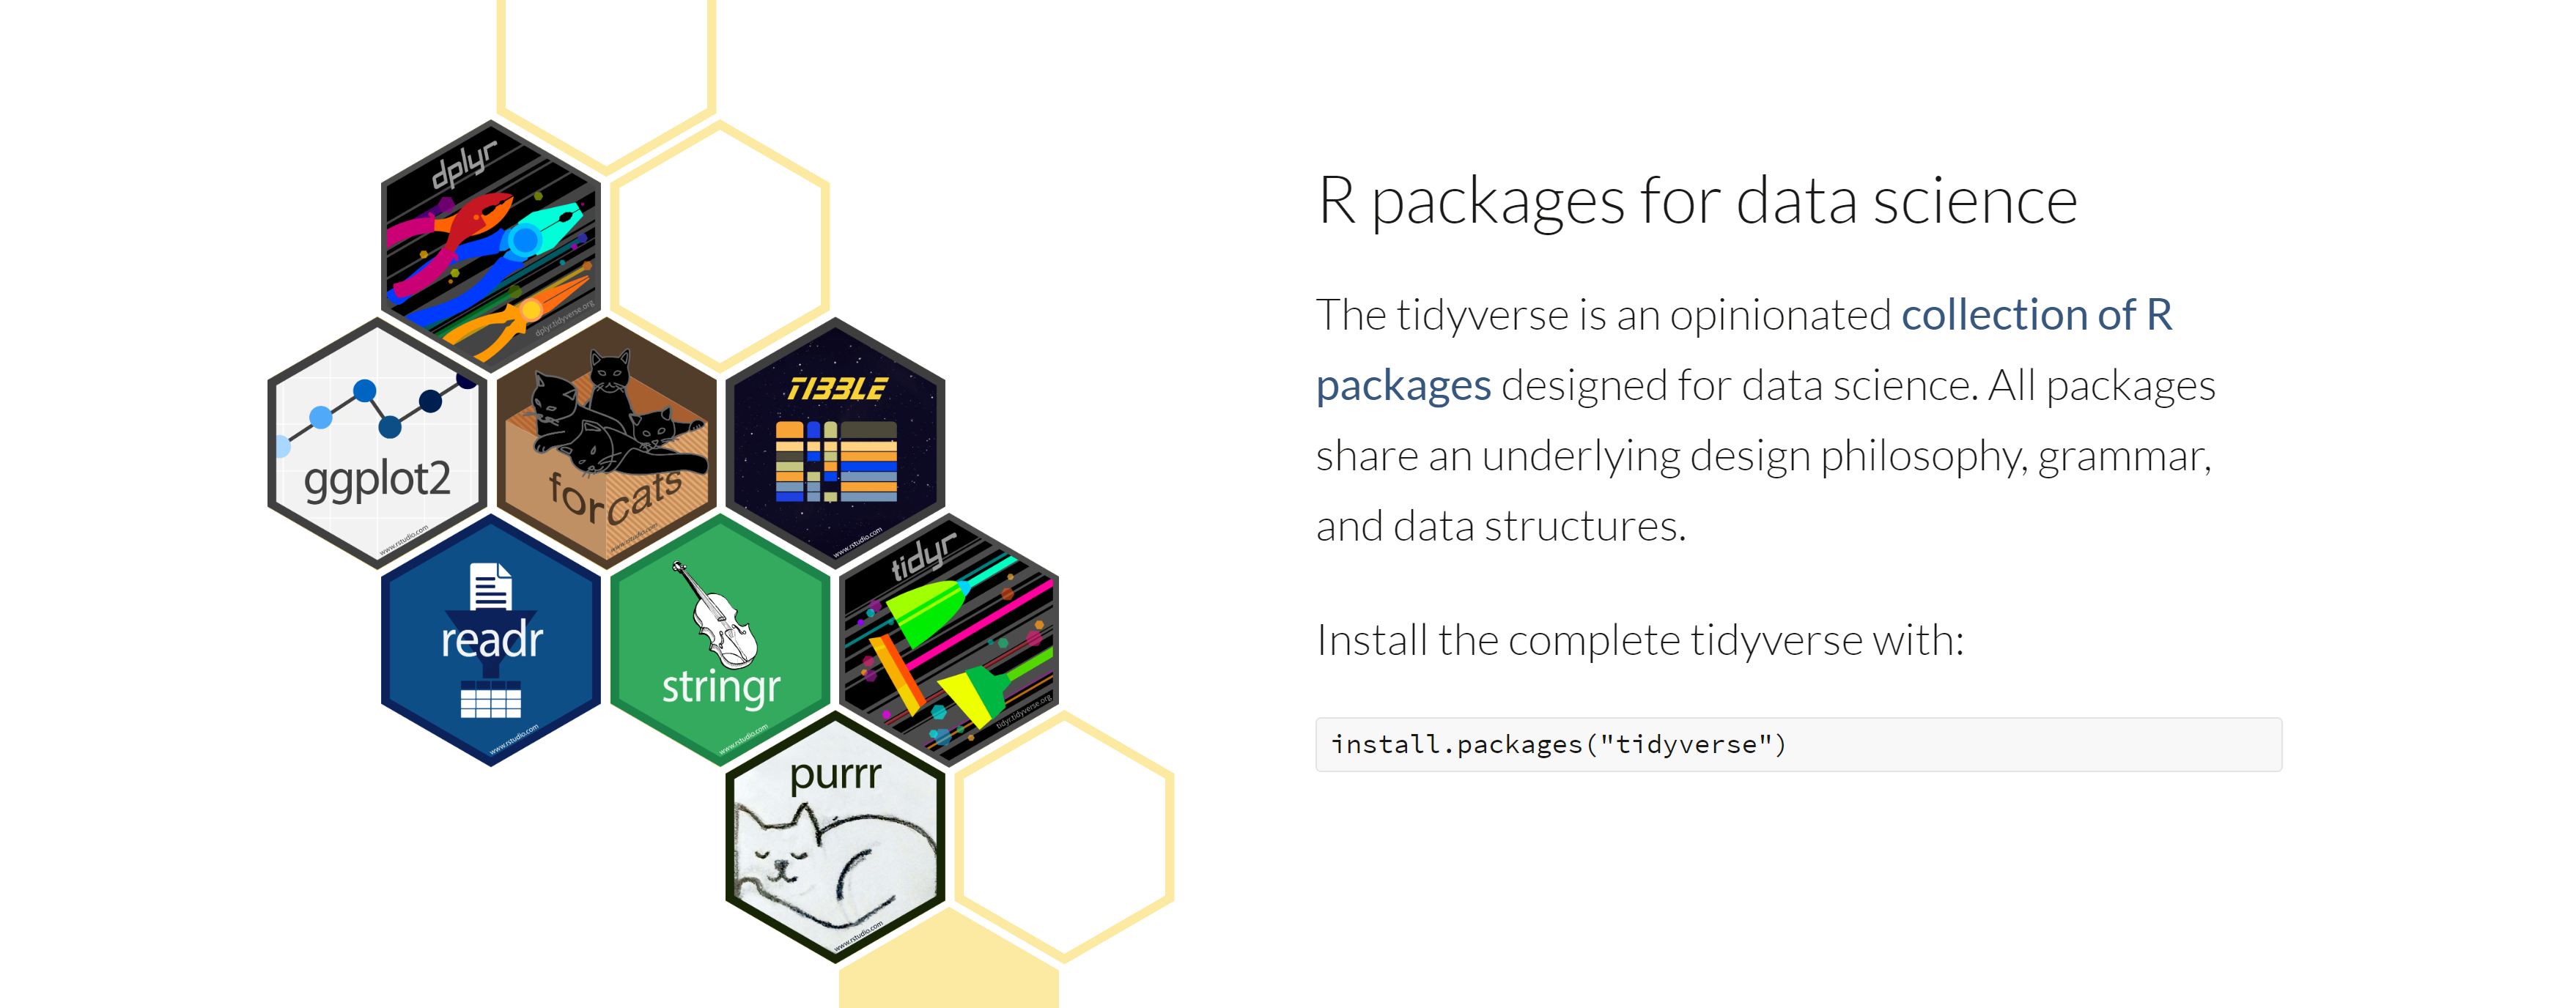 dplyr
dplyr.tidyverse.org
ggplot2
www.rstudio.com
forcats
www.rstudio.com
TIBBLE
www.rstudio.com
readr
www.rstudio.com
stringr
www.rstudio.com
tidyr
tidyr.tidyverse.org
purrr
www.rstudio.com
R packages for data science
The tidyverse is an opinionated collection of R
packages designed for data science. All packages
share an underlying design philosophy, grammar,
and data structures.
Install the complete tidyverse with:
install.packages("tidyverse")